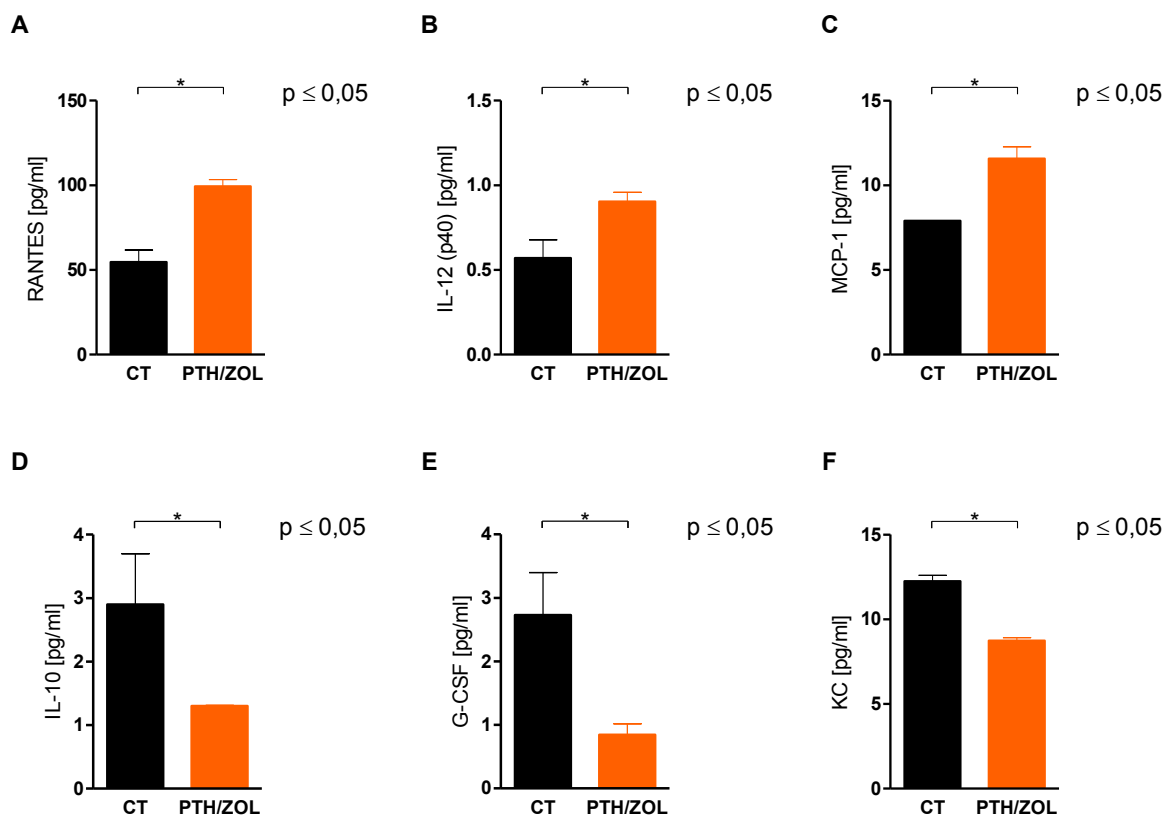 A
B
C
* p ≤ 0,05
* p ≤ 0,05
* p ≤ 0,05
RANTES [pg/ml]
150
100
50
0
CT PTH/ZOL
IL-12 (p40) [pg/ml]
1.5
1.0
0.5
0.0
CT PTH/ZOL
MCP-1 [pg/ml]
15
10
5
0
CT PTH/ZOL
D
E
F
* p ≤ 0,05
* p ≤ 0,05
* p ≤ 0,05
IL-10 [pg/ml]
4
3
2
1
0
CT PTH/ZOL
G-CSF [pg/ml]
4
3
2
1
0
CT PTH/ZOL
KC [pg/ml]
15
10
5
0
CT PTH/ZOL